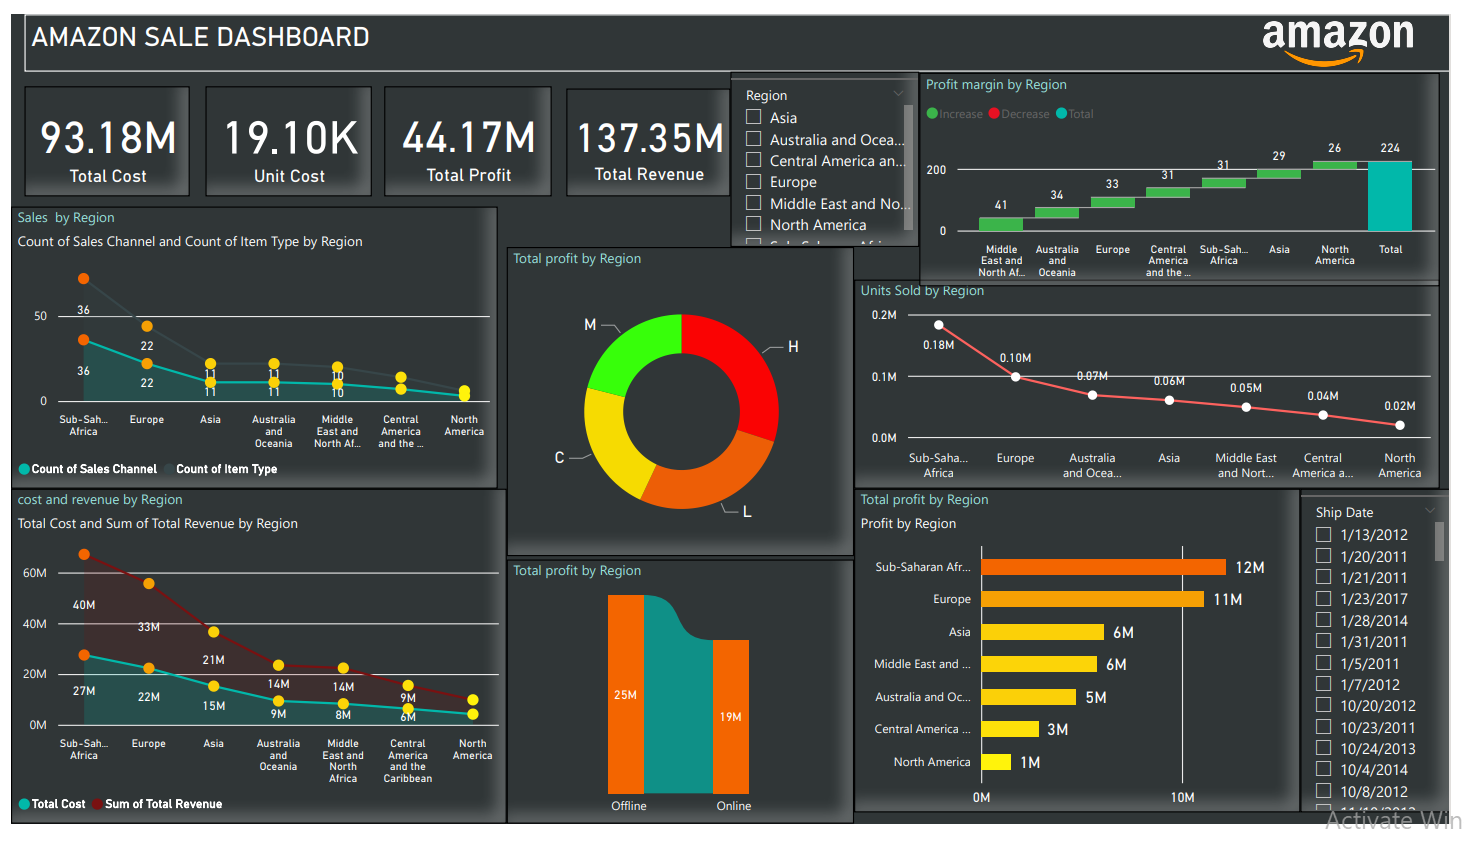 AMAZON SALE DASHBOARD
amazon
93.18M
Total Cost
19.10K
Unit Cost
44.17M
Total Profit
137.35M
Total Revenue
Region
Asia
Australia and Ocea...
Central America an...
Europe
Middle East and No...
North America
Profit margin by Region
Increase Decrease Total
200
0
41
34
33
31
31
29
26
224
Middle East and North Af...
Australia and Oceania
Europe
Central America and the ...
Sub-Sah... Africa
Asia
North America
Total
Sales by Region
Count of Sales Channel and Count of Item Type by Region
50
0
36
22
11
11
10
36
22
11
11
10
Sub-Sah... Africa
Europe
Asia
Australia and Oceania
Middle East and North Af...
Central America and the ...
North America
Count of Sales Channel Count of Item Type
Total profit by Region
M
H
C
L
Units Sold by Region
0.2M
0.1M
0.0M
0.18M
0.10M
0.07M
0.06M
0.05M
0.04M
0.02M
Sub-Saha... Africa
Europe
Australia and Ocea...
Asia
Middle East and Nort...
Central America a...
North America
cost and revenue by Region
Total Cost and Sum of Total Revenue by Region
60M
40M
20M
0M
40M
33M
21M
14M
14M
9M
27M
22M
15M
9M
8M
6M
Sub-Sah... Africa
Europe
Asia
Australia and Oceania
Middle East and North Africa
Central America and the Caribbean
North America
Total Cost Sum of Total Revenue
Total profit by Region
25M
19M
Offline
Online
Total profit by Region
Profit by Region
Sub-Saharan Afr... 12M
Europe 11M
Asia 6M
Middle East and ... 6M
Australia and Oc... 5M
Central America ... 3M
North America 1M
0M
10M
Ship Date
1/13/2012
1/20/2011
1/21/2011
1/23/2017
1/28/2014
1/31/2011
1/5/2011
1/7/2012
10/20/2012
10/23/2011
10/24/2013
10/4/2014
10/8/2012
Activate Win